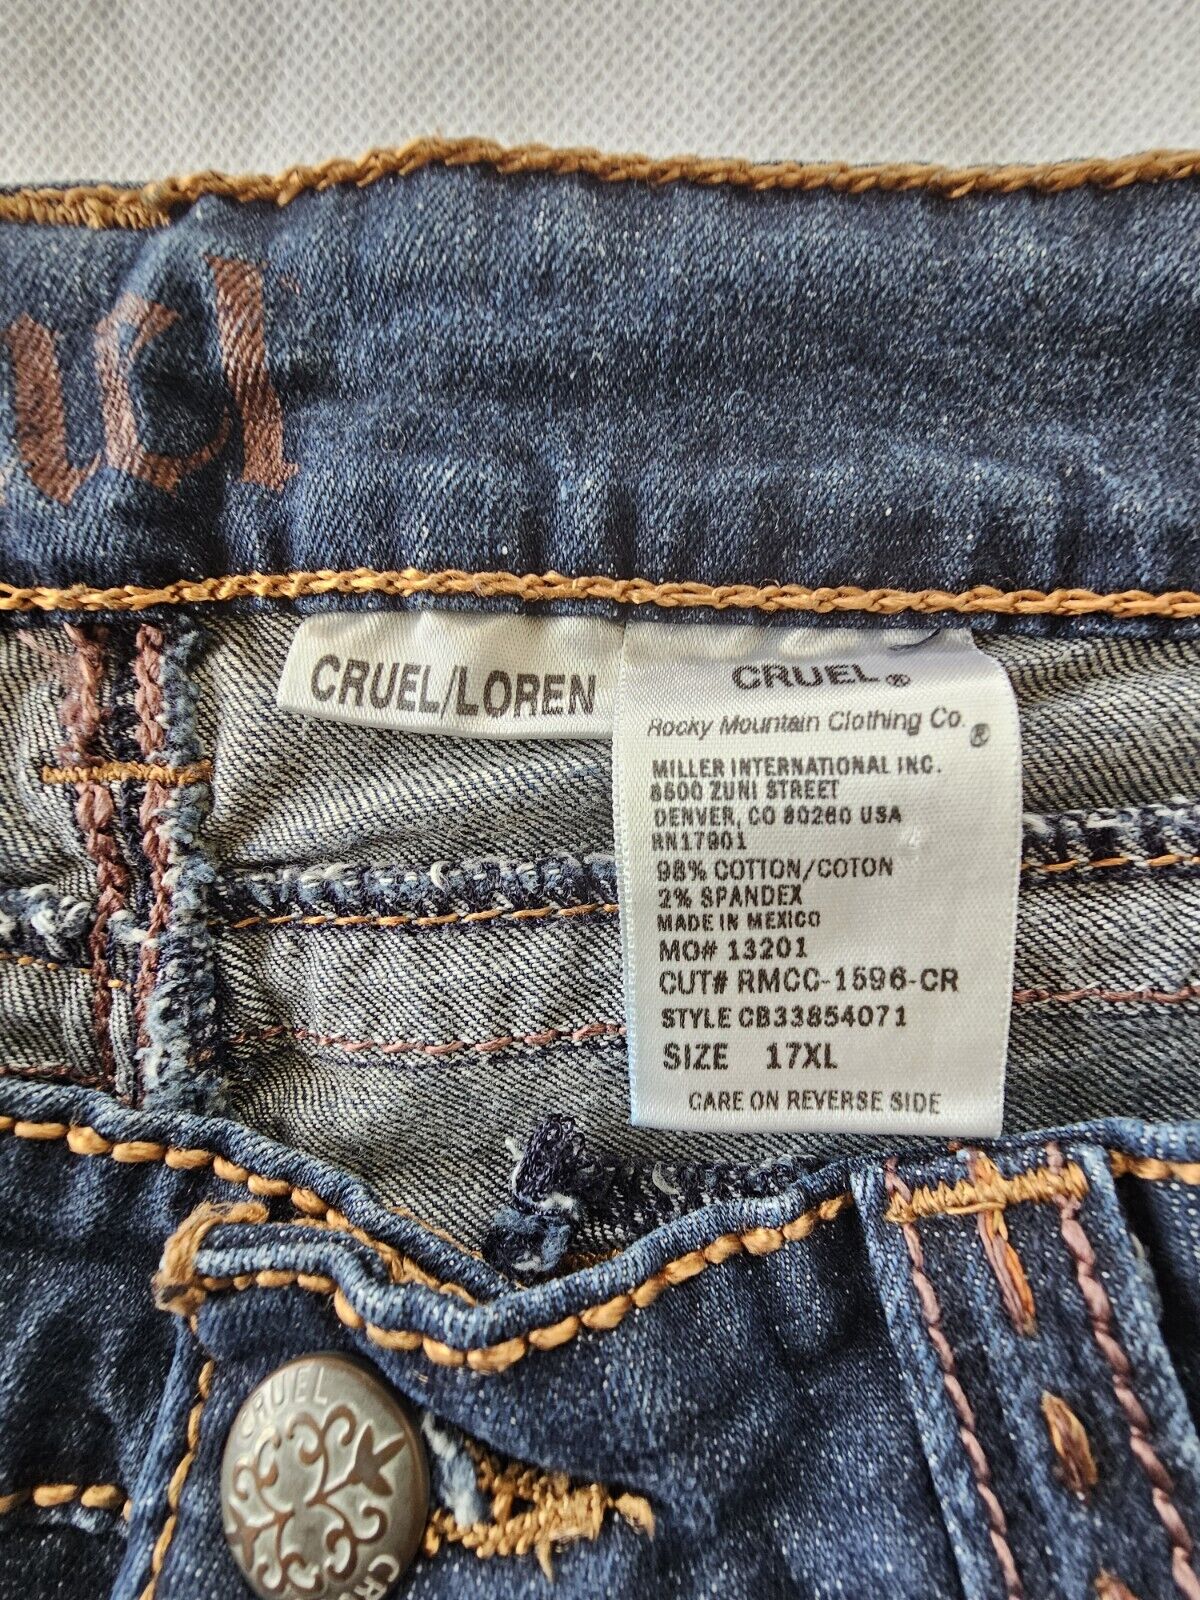 CRUEL/LOREN
CRUEL®
Rocky Mountain Clothing Co. ®
MILLER INTERNATIONAL INC.
8500 ZUNI STREET
DENVER, CO 80260 USA
RN17901
98% COTTON/COTON
2% SPANDEX
MADE IN MEXICO
MO# 13201
CUT# RMCC-1596-CR
STYLE CB33854071
SIZE 17XL
CARE ON REVERSE SIDE
CRUEL